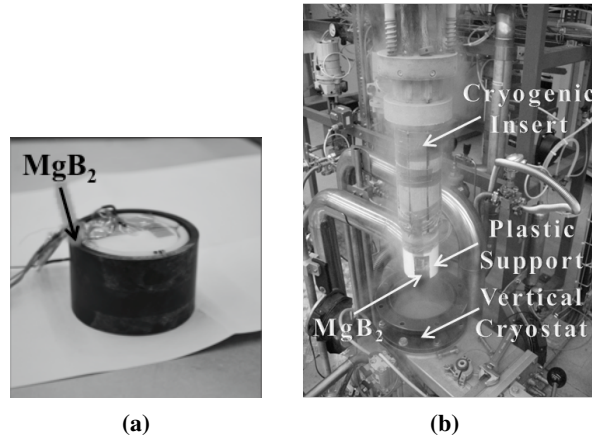 MgB₂
(a)
Cryogenic
Insert
Plastic
Support
MgB₂
Vertical
Cryostat
(b)